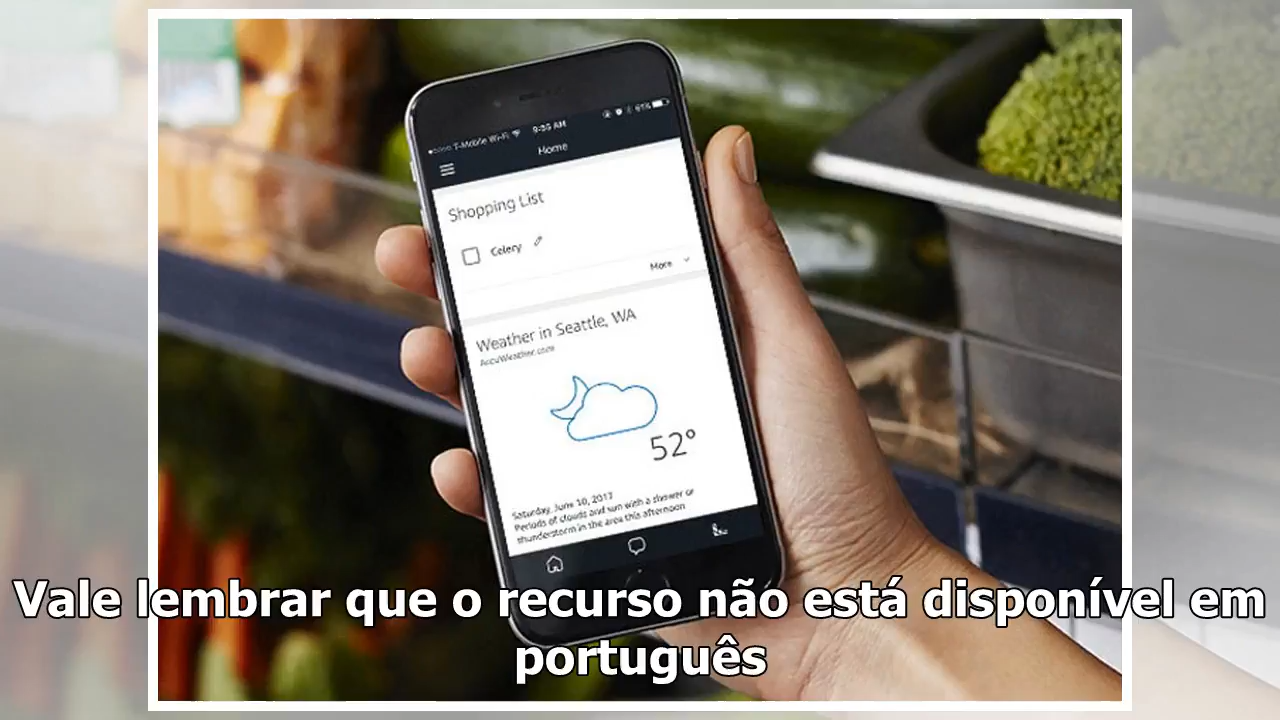 T-Mobile Wi-Fi 9:35 AM 61%
Home
Shopping List
Celery
More
Weather in Seattle, WA
AccuWeather.com
52°
Saturday, June 10, 2017
Periods of clouds and sun with a shower or
thunderstorm in the area this afternoon
Vale lembrar que o recurso não está disponível em
português